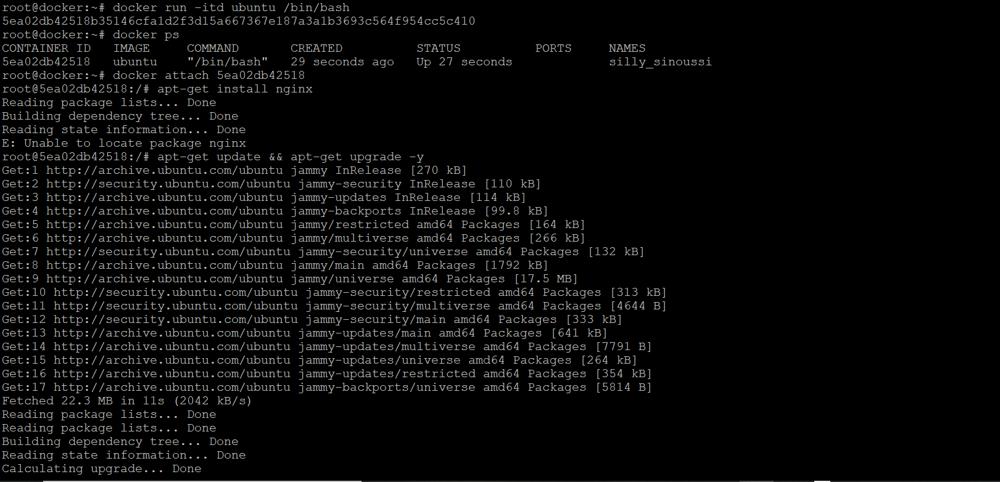 root@docker:~# docker run -itd ubuntu /bin/bash
5ea02db42518b35146cfa1d2f3d15a667367e187a3a1b3693c564f954cc5c410
root@docker:~# docker ps
CONTAINER ID   IMAGE     COMMAND       CREATED          STATUS          PORTS     NAMES
5ea02db42518   ubuntu    "/bin/bash"   29 seconds ago   Up 27 seconds             silly_sinoussi
root@docker:~# docker attach 5ea02db42518
root@5ea02db42518:/# apt-get install nginx
Reading package lists... Done
Building dependency tree... Done
Reading state information... Done
E: Unable to locate package nginx
root@5ea02db42518:/# apt-get update && apt-get upgrade -y
Get:1 http://archive.ubuntu.com/ubuntu jammy InRelease [270 kB]
Get:2 http://security.ubuntu.com/ubuntu jammy-security InRelease [110 kB]
Get:3 http://archive.ubuntu.com/ubuntu jammy-updates InRelease [114 kB]
Get:4 http://archive.ubuntu.com/ubuntu jammy-backports InRelease [99.8 kB]
Get:5 http://archive.ubuntu.com/ubuntu jammy/restricted amd64 Packages [164 kB]
Get:6 http://archive.ubuntu.com/ubuntu jammy/multiverse amd64 Packages [266 kB]
Get:7 http://security.ubuntu.com/ubuntu jammy-security/universe amd64 Packages [132 kB]
Get:8 http://archive.ubuntu.com/ubuntu jammy/main amd64 Packages [1792 kB]
Get:9 http://archive.ubuntu.com/ubuntu jammy/universe amd64 Packages [17.5 MB]
Get:10 http://security.ubuntu.com/ubuntu jammy-security/restricted amd64 Packages [313 kB]
Get:11 http://security.ubuntu.com/ubuntu jammy-security/multiverse amd64 Packages [4644 B]
Get:12 http://security.ubuntu.com/ubuntu jammy-security/main amd64 Packages [333 kB]
Get:13 http://archive.ubuntu.com/ubuntu jammy-updates/main amd64 Packages [641 kB]
Get:14 http://archive.ubuntu.com/ubuntu jammy-updates/multiverse amd64 Packages [7791 B]
Get:15 http://archive.ubuntu.com/ubuntu jammy-updates/universe amd64 Packages [264 kB]
Get:16 http://archive.ubuntu.com/ubuntu jammy-updates/restricted amd64 Packages [354 kB]
Get:17 http://archive.ubuntu.com/ubuntu jammy-backports/universe amd64 Packages [5814 B]
Fetched 22.3 MB in 11s (2042 kB/s)
Reading package lists... Done
Reading package lists... Done
Building dependency tree... Done
Reading state information... Done
Calculating upgrade... Done